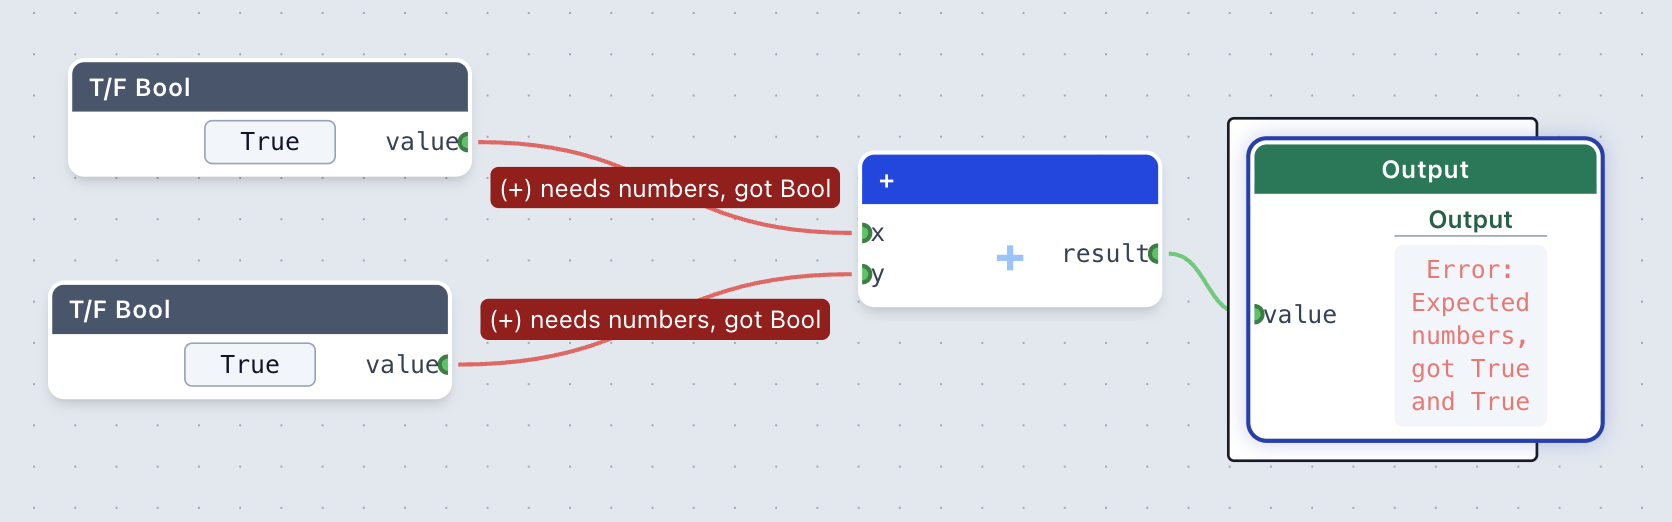 T/F Bool
True value
(+) needs numbers, got Bool
T/F Bool
True value
(+) needs numbers, got Bool
+
x
y
+
result
Output
Output
value
Error:
Expected
numbers,
got True
and True